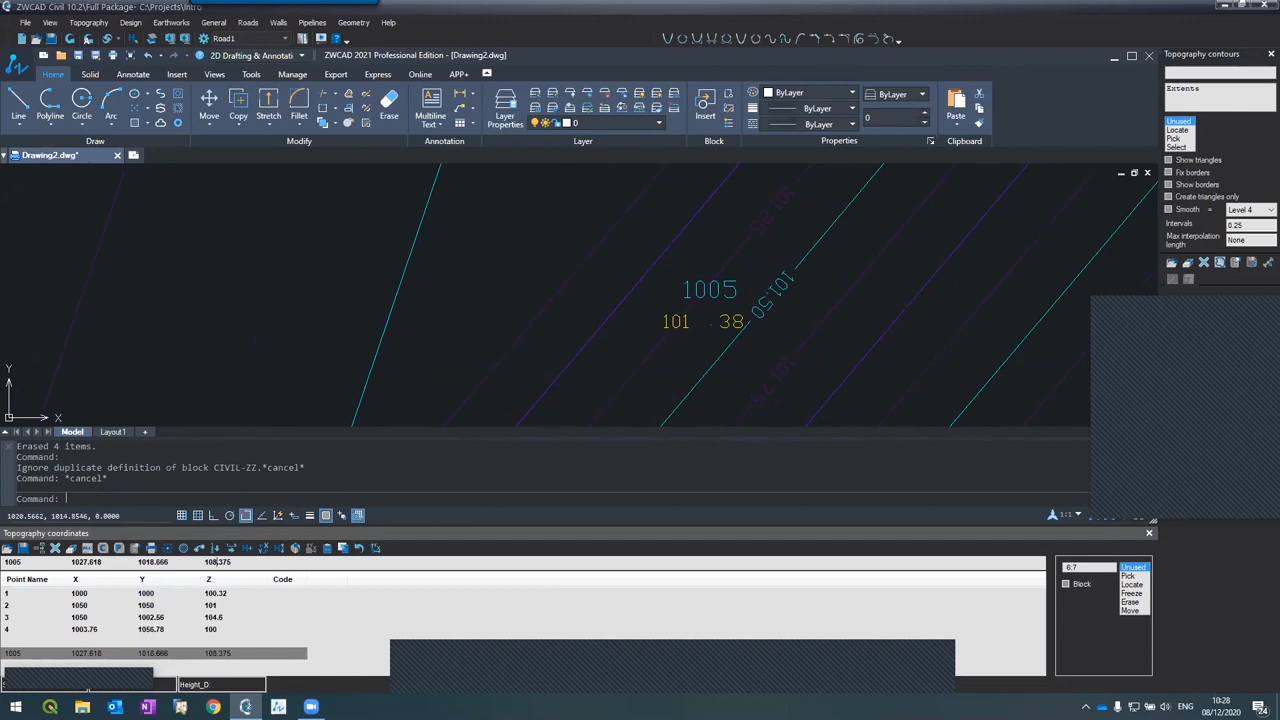 ZWCAD Civil 10.2\Full Package- C:\Projects\Intro
File Topography Design Earthworks General Roads Walls Pipelines Geometry Help
Road1
2D Drafting & Annotati
ZWCAD 2021 Professional Edition - [Drawing2.dwg]
Home Solid Annotate Insert Views Tools Manage Export Express Online APP+
Line Polyline Circle Arc Move Copy Stretch Fillet Erase Multiline Text Layer Properties Insert Paste
0
ByLayer
ByLayer
ByLayer
ByLayer
0
Draw Modify Annotation Layer Block Properties Clipboard
Drawing2.dwg*
1005
101 . 38
101.50
Y
X
Model Layout1 +
Erased 4 items.
Command:
Ignore duplicate definition of block CIVIL-ZZ.*cancel*
Command: *cancel*
Command:
1020.5662, 1014.8546, 0.0000
1:1
Topography contours
Extents
Unused
Locate
Pick
Select
Show triangles
Fix borders
Show borders
Create triangles only
Smooth = Level 4
Intervals 0.25
Max interpolation length None
Topography coordinates
1005 1027.618 1018.666 108.375
Point Name X Y Z Code
1 1000 1000 100.32
2 1050 1050 101
3 1050 1002.56 104.6
4 1003.76 1056.78 100
1005 1027.618 1018.666 108.375
Height_D:
6:7
Block
Unused
Pick
Locate
Freeze
Erase
Move
ENG
10:28
08/12/2020
24